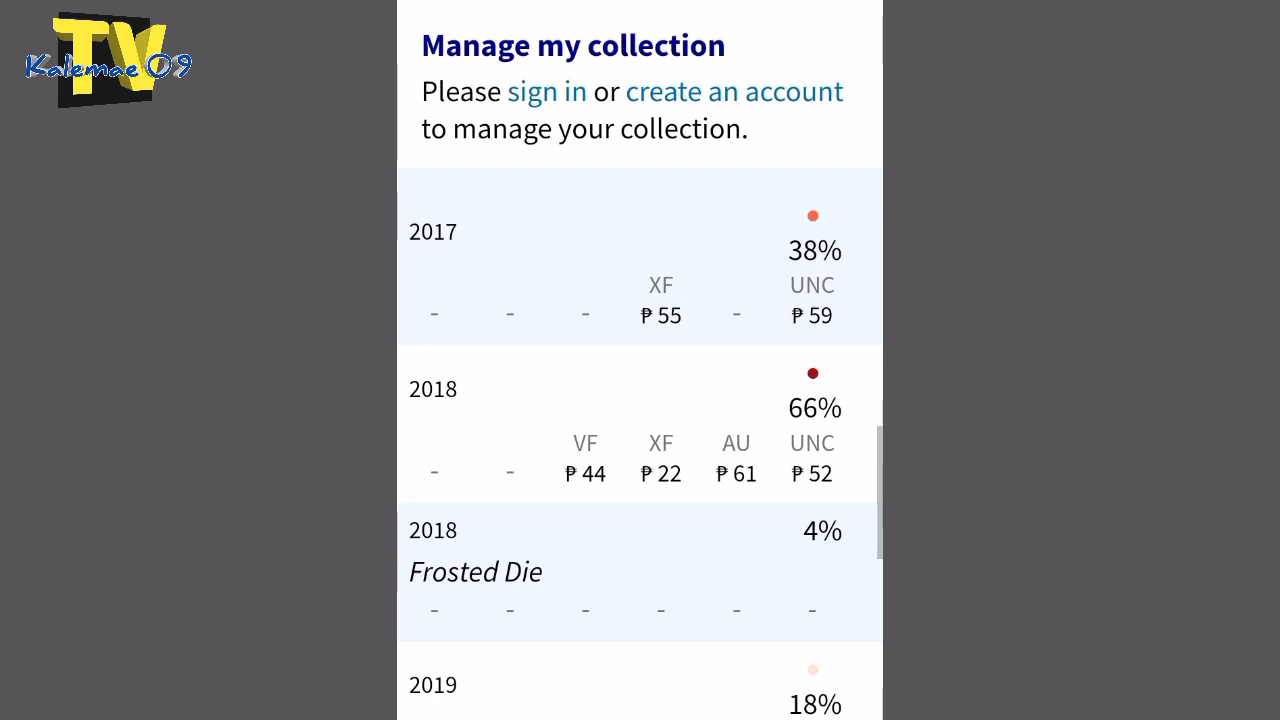 TV
Kalemae 09
Manage my collection
Please sign in or create an account
to manage your collection.
2017
38%
XF UNC
- - - ₱ 55 - ₱ 59
2018
66%
VF XF AU UNC
- - ₱ 44 ₱ 22 ₱ 61 ₱ 52
2018 4%
Frosted Die
- - - - - -
2019
18%